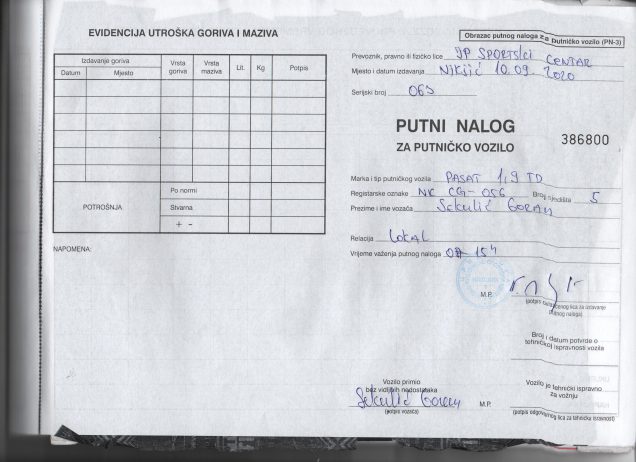 EVIDENCIJA UTROŠKA GORIVA I MAZIVA
Izdavanje goriva
Datum Mjesto
Vrsta goriva
Vrsta maziva
Lit.
Kg
Potpis
POTROŠNJA
Po normi
Stvarna
+ −
NAPOMENA:
Obrazac putnog naloga za putničko vozilo (PN-3)
Prevoznik, pravno ili fizičko lice JP SPORTSKI CENTAR
Mjesto i datum izdavanja NIKŠIĆ 10.09.2020
Serijski broj 065
PUTNI NALOG
386800
ZA PUTNIČKO VOZILO
Marka i tip putničkog vozila PASAT 1,9 TD
Registarske oznake NK CG-056 Broj sjedišta 5
Prezime i ime vozača Sekulić Goran
Relacija LOKAL
Vrijeme važenja putnog naloga 07-15h
M.P.
(potpis ovlašćenog lica za izdavanje
putnog naloga)
Broj i datum potvrde o
tehničkoj ispravnosti vozila
Vozilo primio
bez vidljivih nedostataka
Vozilo je tehnički ispravno
za vožnju
Sekulić Goran
M.P.
(potpis vozača)
(potpis odgovornog lica za tehničku ispravnost)